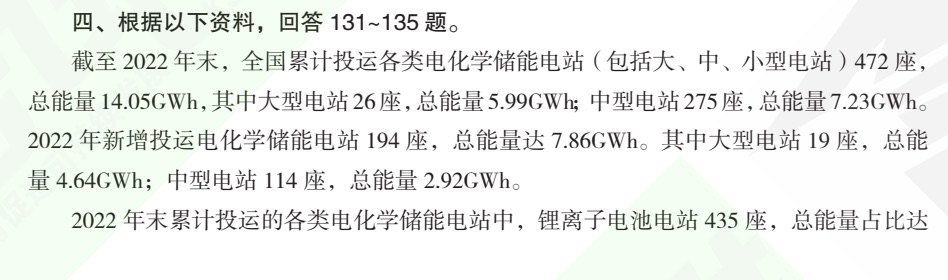 四、根据以下资料，回答 131~135 题。
截至 2022 年末，全国累计投运各类电化学储能电站（包括大、中、小型电站）472 座，
总能量 14.05GWh，其中大型电站 26 座，总能量 5.99GWh；中型电站 275 座，总能量 7.23GWh。
2022 年新增投运电化学储能电站 194 座，总能量达 7.86GWh。其中大型电站 19 座，总能
量 4.64GWh；中型电站 114 座，总能量 2.92GWh。
2022 年末累计投运的各类电化学储能电站中，锂离子电池电站 435 座，总能量占比达